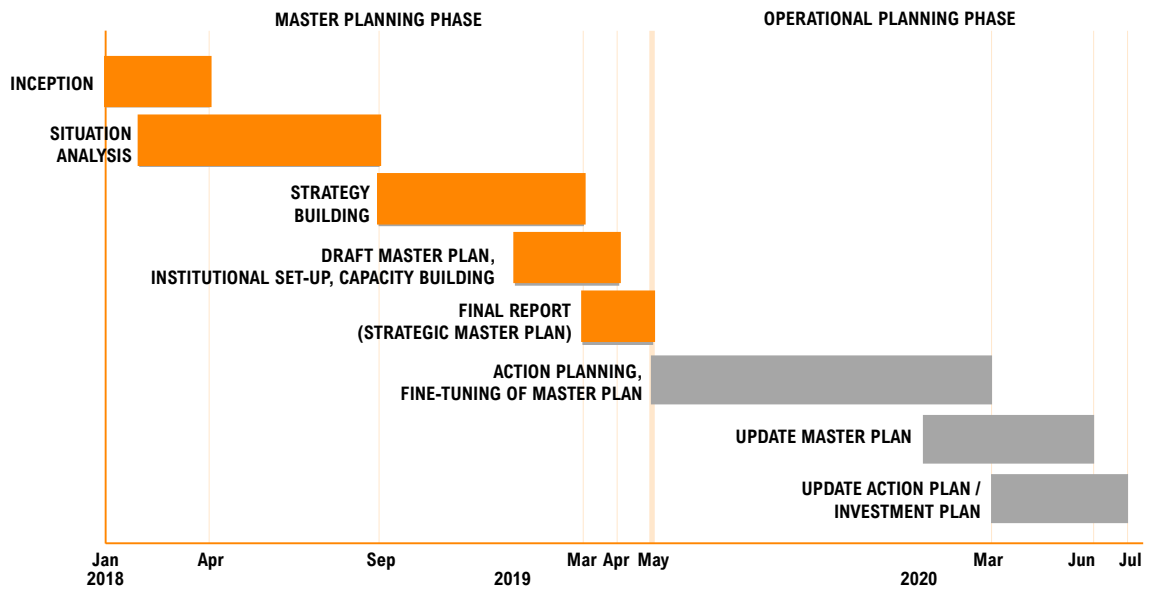 MASTER PLANNING PHASE
OPERATIONAL PLANNING PHASE
INCEPTION
SITUATION
ANALYSIS
STRATEGY
BUILDING
DRAFT MASTER PLAN,
INSTITUTIONAL SET-UP, CAPACITY BUILDING
FINAL REPORT
(STRATEGIC MASTER PLAN)
ACTION PLANNING,
FINE-TUNING OF MASTER PLAN
UPDATE MASTER PLAN
UPDATE ACTION PLAN /
INVESTMENT PLAN
Jan Apr Sep Mar Apr May Mar Jun Jul
2018 2019 2020